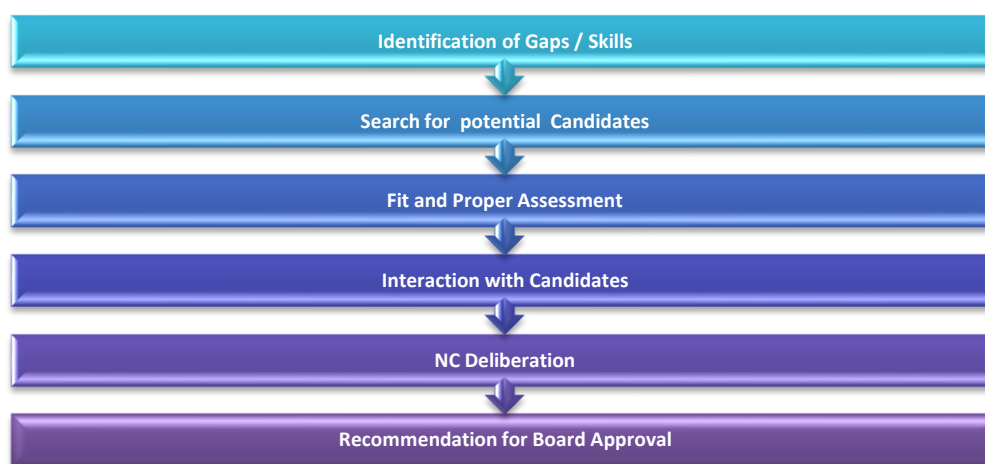 Identification of Gaps / Skills
Search for potential Candidates
Fit and Proper Assessment
Interaction with Candidates
NC Deliberation
Recommendation for Board Approval